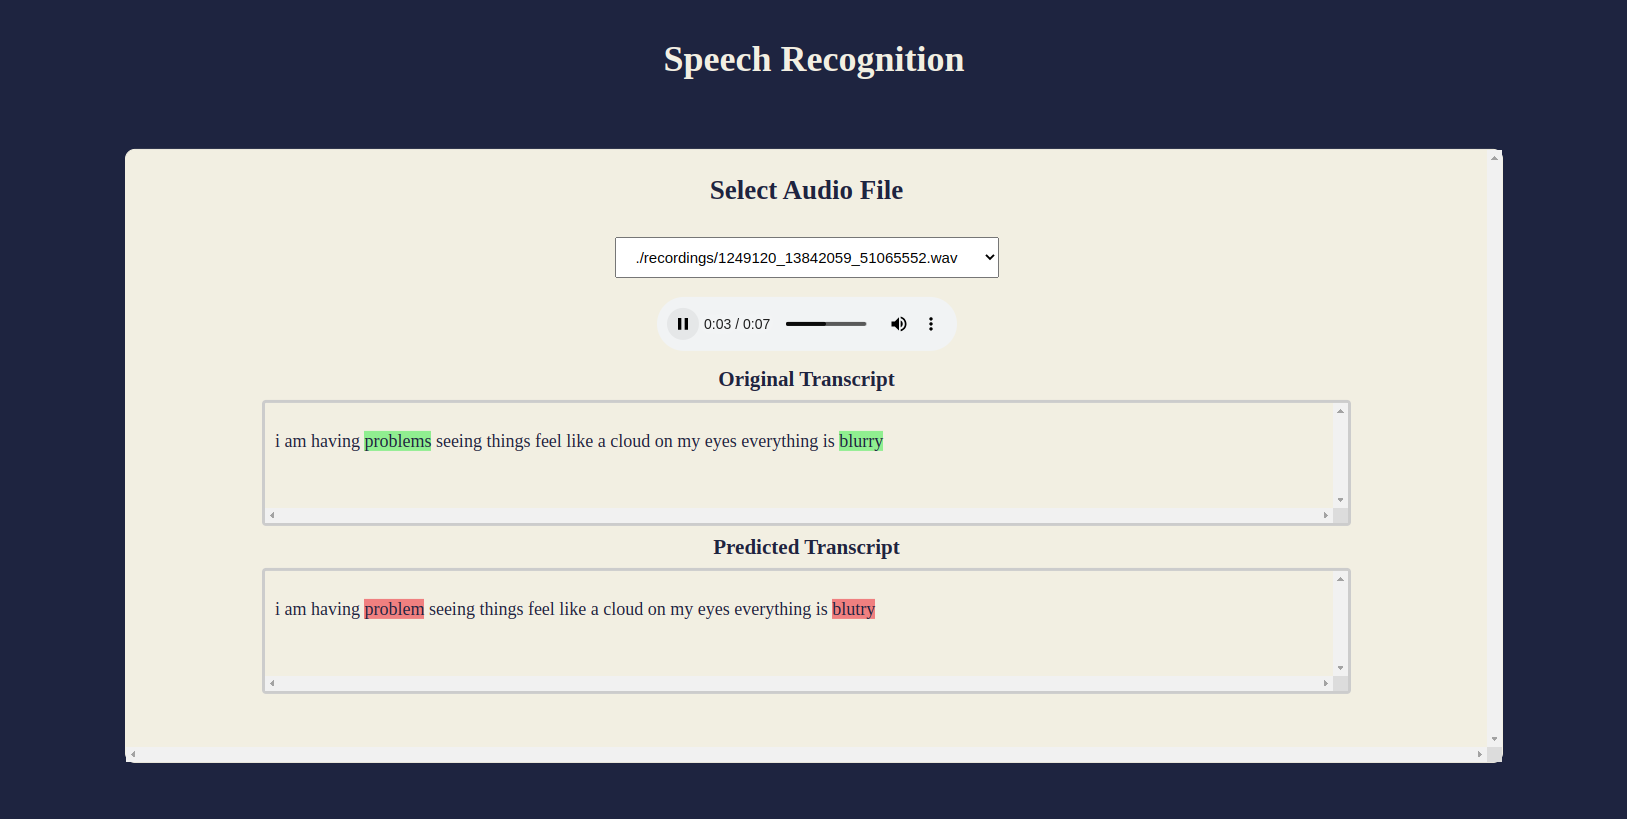 Speech Recognition
Select Audio File
./recordings/1249120_13842059_51065552.wav
0:03 / 0:07
Original Transcript
i am having problems seeing things feel like a cloud on my eyes everything is blurry
Predicted Transcript
i am having problem seeing things feel like a cloud on my eyes everything is blutry